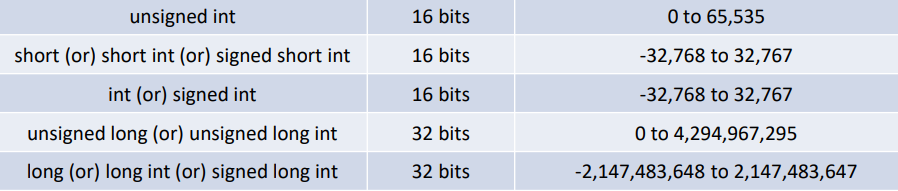 unsigned int 16 bits 0 to 65,535
short (or) short int (or) signed short int 16 bits -32,768 to 32,767
int (or) signed int 16 bits -32,768 to 32,767
unsigned long (or) unsigned long int 32 bits 0 to 4,294,967,295
long (or) long int (or) signed long int 32 bits -2,147,483,648 to 2,147,483,647